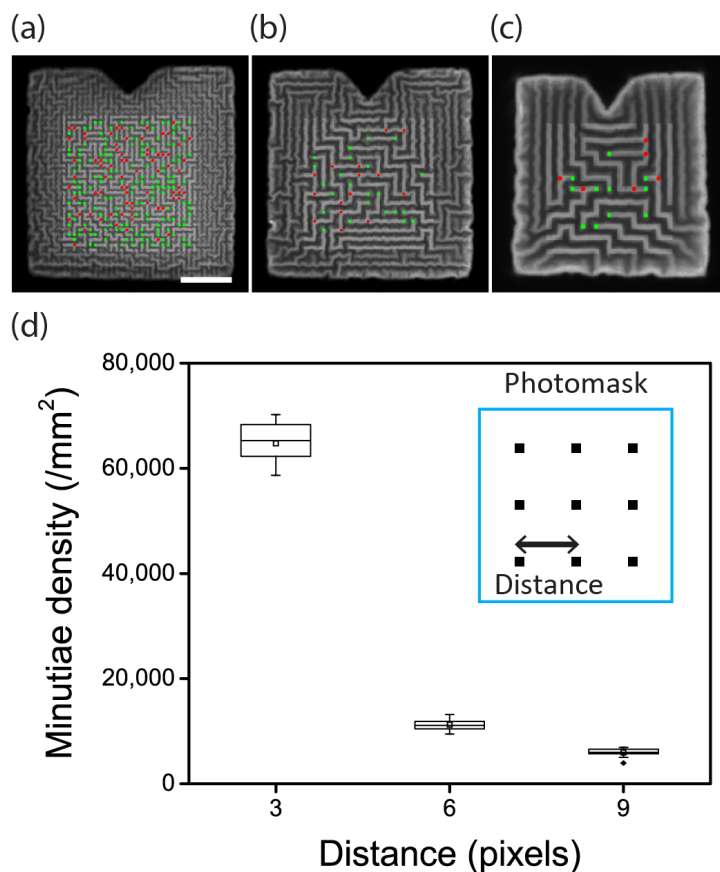 (a)
(b)
(c)
(d)
80,000
60,000
40,000
20,000
0
Minutiae density (/mm²)
Photomask
Distance
3
6
9
Distance (pixels)